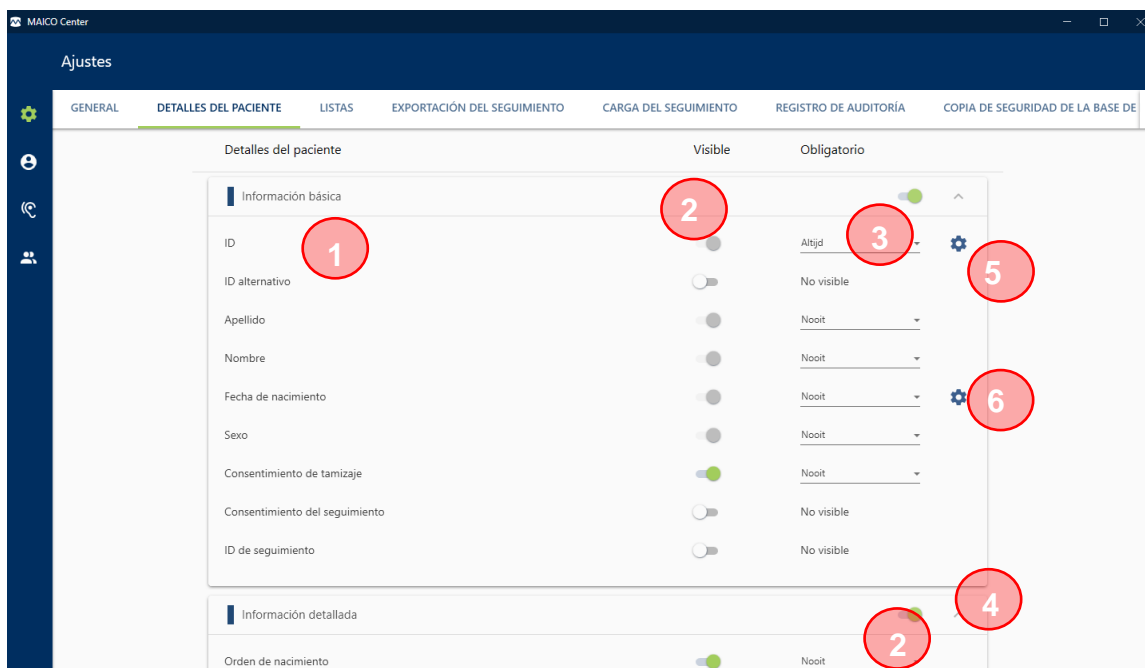 MAICO Center
Ajustes
GENERAL DETALLES DEL PACIENTE LISTAS EXPORTACIÓN DEL SEGUIMIENTO CARGA DEL SEGUIMIENTO REGISTRO DE AUDITORÍA COPIA DE SEGURIDAD DE LA BASE DE
Detalles del paciente Visible Obligatorio
Información básica 2
ID 1 Altijd 3
5
ID alternativo No visible
Apellido Nooit
Nombre Nooit
Fecha de nacimiento Nooit 6
Sexo Nooit
Consentimiento de tamizaje Nooit
Consentimiento del seguimiento No visible
ID de seguimiento No visible
4
Información detallada
2
Orden de nacimiento Nooit